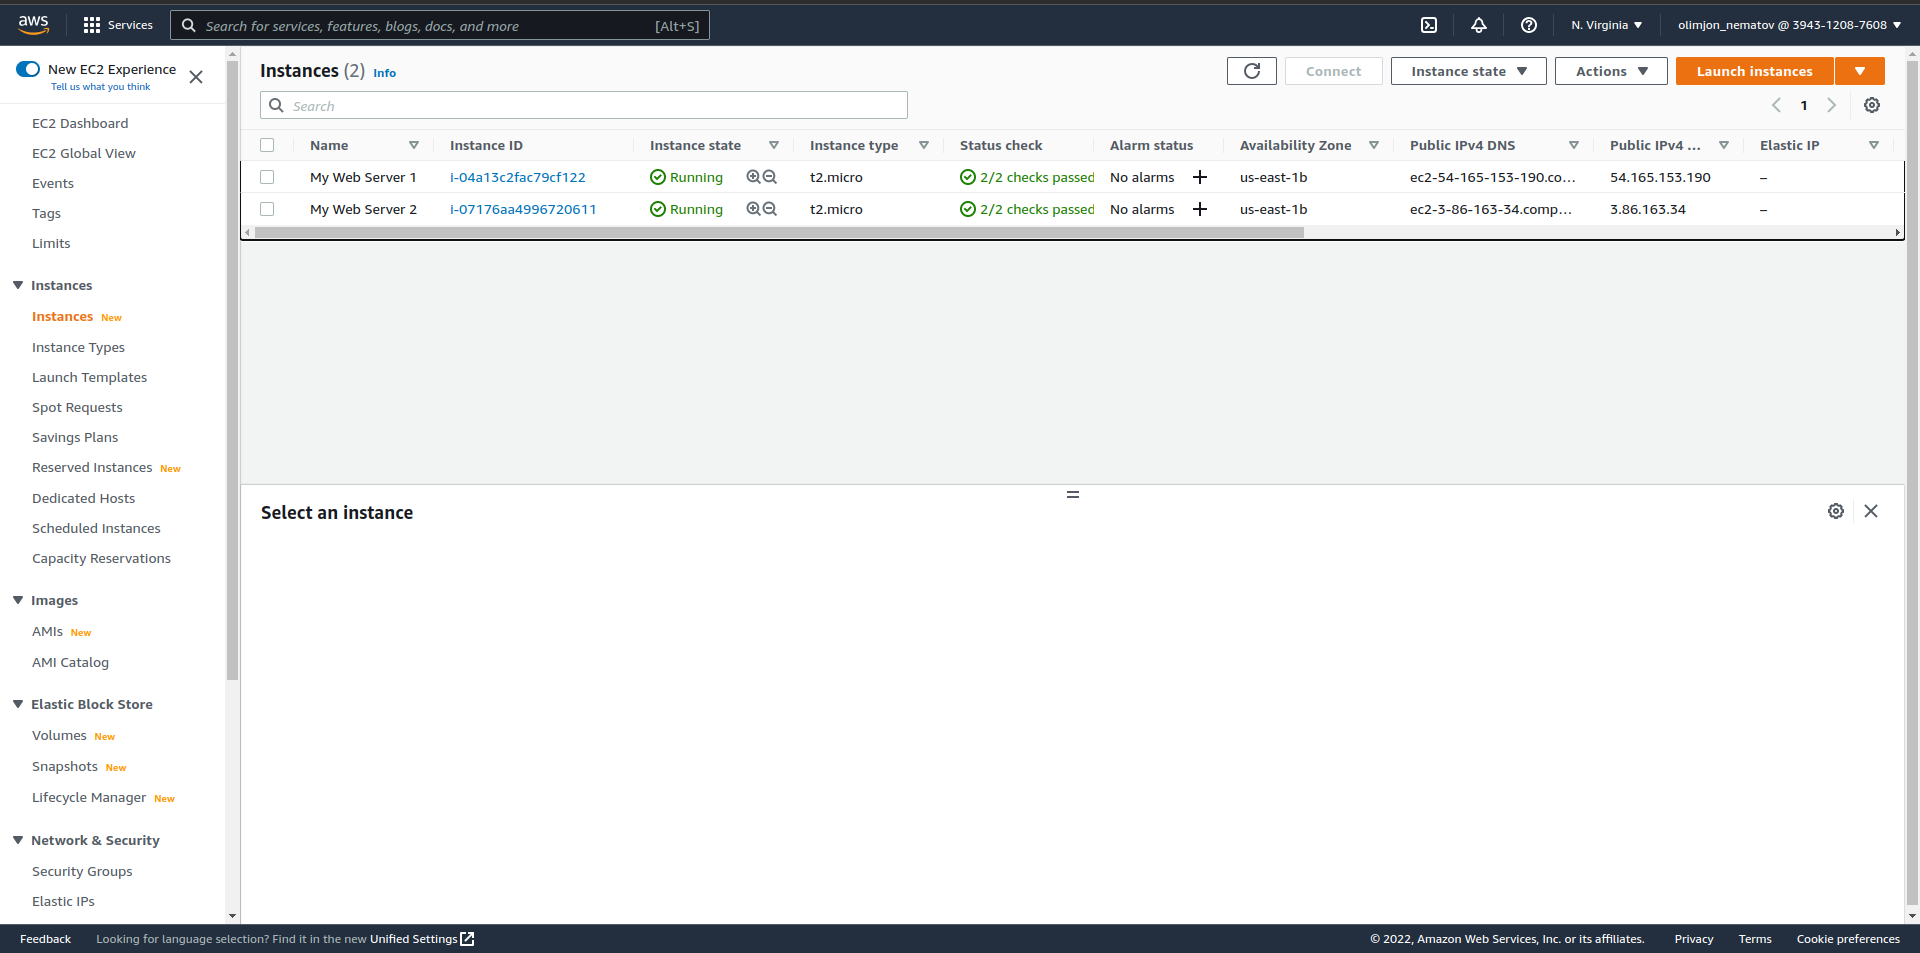 aws Services Search for services, features, blogs, docs, and more [Alt+S] N. Virginia olimjon_nematov @ 3943-1208-7608
New EC2 Experience
Tell us what you think
EC2 Dashboard
EC2 Global View
Events
Tags
Limits
Instances
Instances New
Instance Types
Launch Templates
Spot Requests
Savings Plans
Reserved Instances New
Dedicated Hosts
Scheduled Instances
Capacity Reservations
Images
AMIs New
AMI Catalog
Elastic Block Store
Volumes New
Snapshots New
Lifecycle Manager New
Network & Security
Security Groups
Elastic IPs
Instances (2) Info Connect Instance state Actions Launch instances
Search 1
Name Instance ID Instance state Instance type Status check Alarm status Availability Zone Public IPv4 DNS Public IPv4 ... Elastic IP
My Web Server 1 i-04a13c2fac79cf122 Running t2.micro 2/2 checks passed No alarms + us-east-1b ec2-54-165-153-190.co... 54.165.153.190 –
My Web Server 2 i-07176aa4996720611 Running t2.micro 2/2 checks passed No alarms + us-east-1b ec2-3-86-163-34.comp... 3.86.163.34 –
Select an instance
Feedback Looking for language selection? Find it in the new Unified Settings © 2022, Amazon Web Services, Inc. or its affiliates. Privacy Terms Cookie preferences